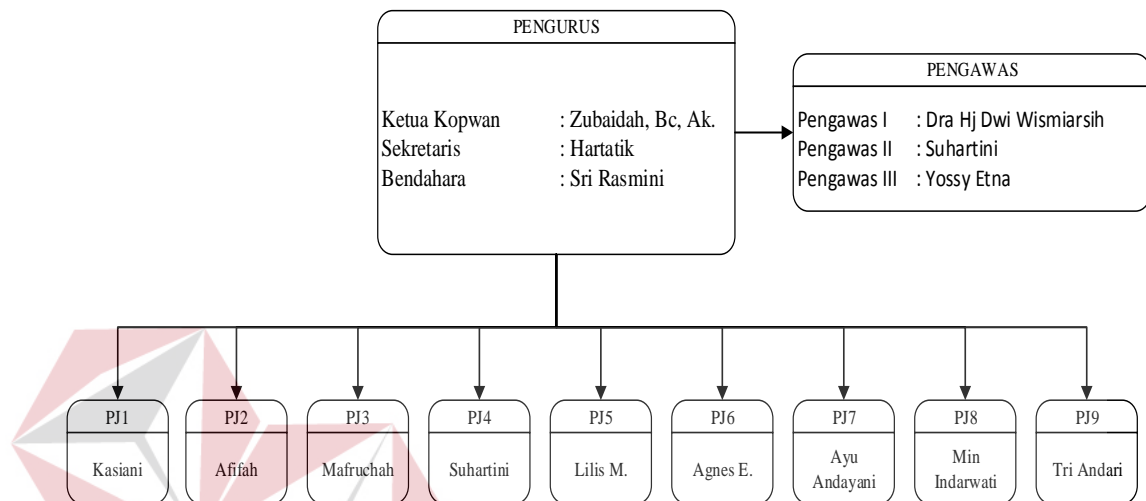 PENGURUS
Ketua Kopwan : Zubaidah, Bc, Ak.
Sekretaris : Hartatik
Bendahara : Sri Rasmini
PENGAWAS
Pengawas I : Dra Hj Dwi Wismiarsih
Pengawas II : Suhartini
Pengawas III : Yossy Etna
PJ1
Kasiani
PJ2
Afifah
PJ3
Mafruchah
PJ4
Suhartini
PJ5
Lilis M.
PJ6
Agnes E.
PJ7
Ayu
Andayani
PJ8
Min
Indarwati
PJ9
Tri Andari